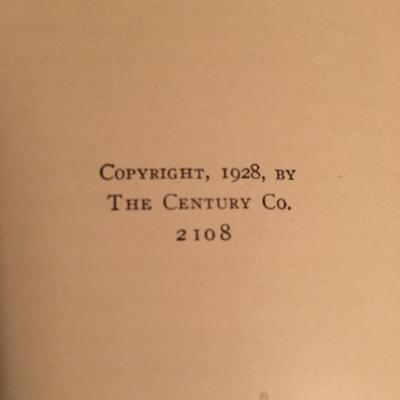 Copyright, 1928, by
The Century Co.
2108